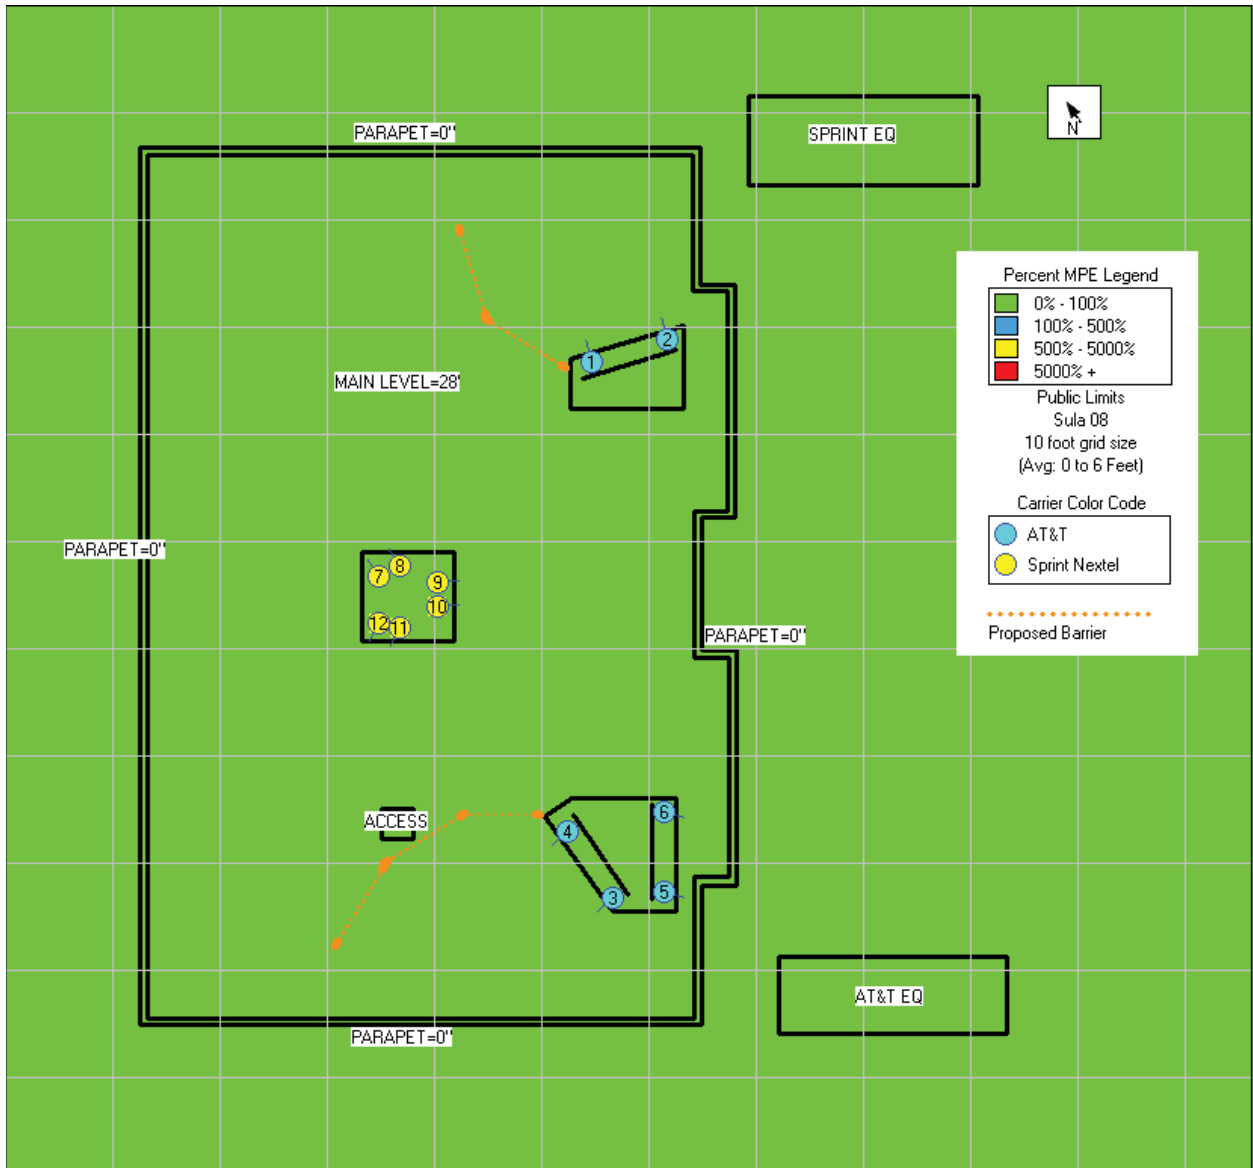 SPRINT EQ
N
PARAPET=0"
Percent MPE Legend
0% - 100%
100% - 500%
500% - 5000%
5000% +
Public Limits
Sula 08
10 foot grid size
(Avg: 0 to 6 Feet)
Carrier Color Code
AT&T
Sprint Nextel
Proposed Barrier
2
1
MAIN LEVEL=28'
PARAPET=0"
8
7
9
10
12
11
PARAPET=0"
6
ACCESS
4
5
3
AT&T EQ
PARAPET=0"